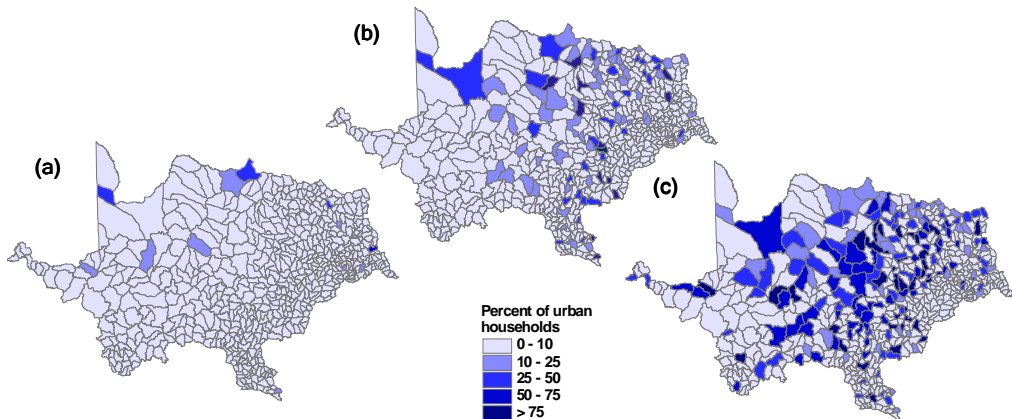 (b)
(a)
(c)
Percent of urban
households
0 - 10
10 - 25
25 - 50
50 - 75
> 75